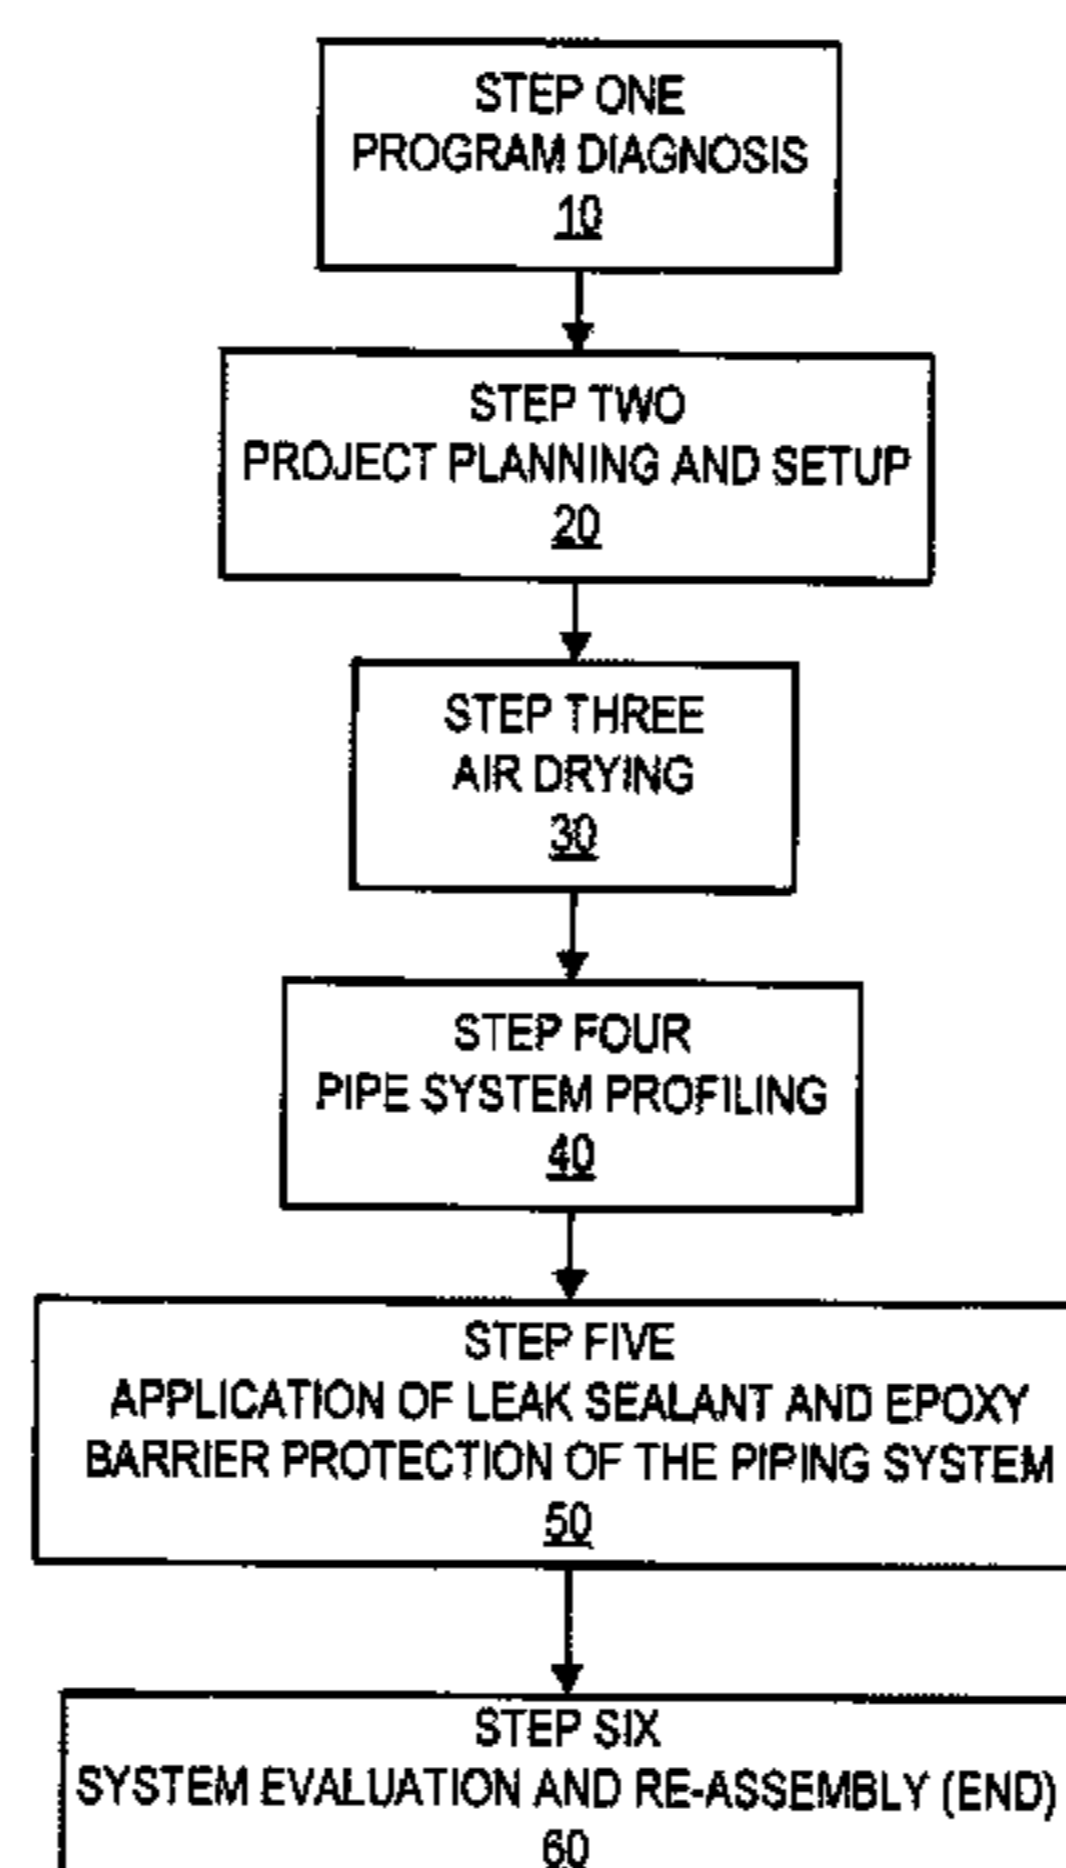 STEP ONE
PROGRAM DIAGNOSIS
10
STEP TWO
PROJECT PLANNING AND SETUP
20
STEP THREE
AIR DRYING
30
STEP FOUR
PIPE SYSTEM PROFILING
40
STEP FIVE
APPLICATION OF LEAK SEALANT AND EPOXY
BARRIER PROTECTION OF THE PIPING SYSTEM
50
STEP SIX
SYSTEM EVALUATION AND RE-ASSEMBLY (END)
60